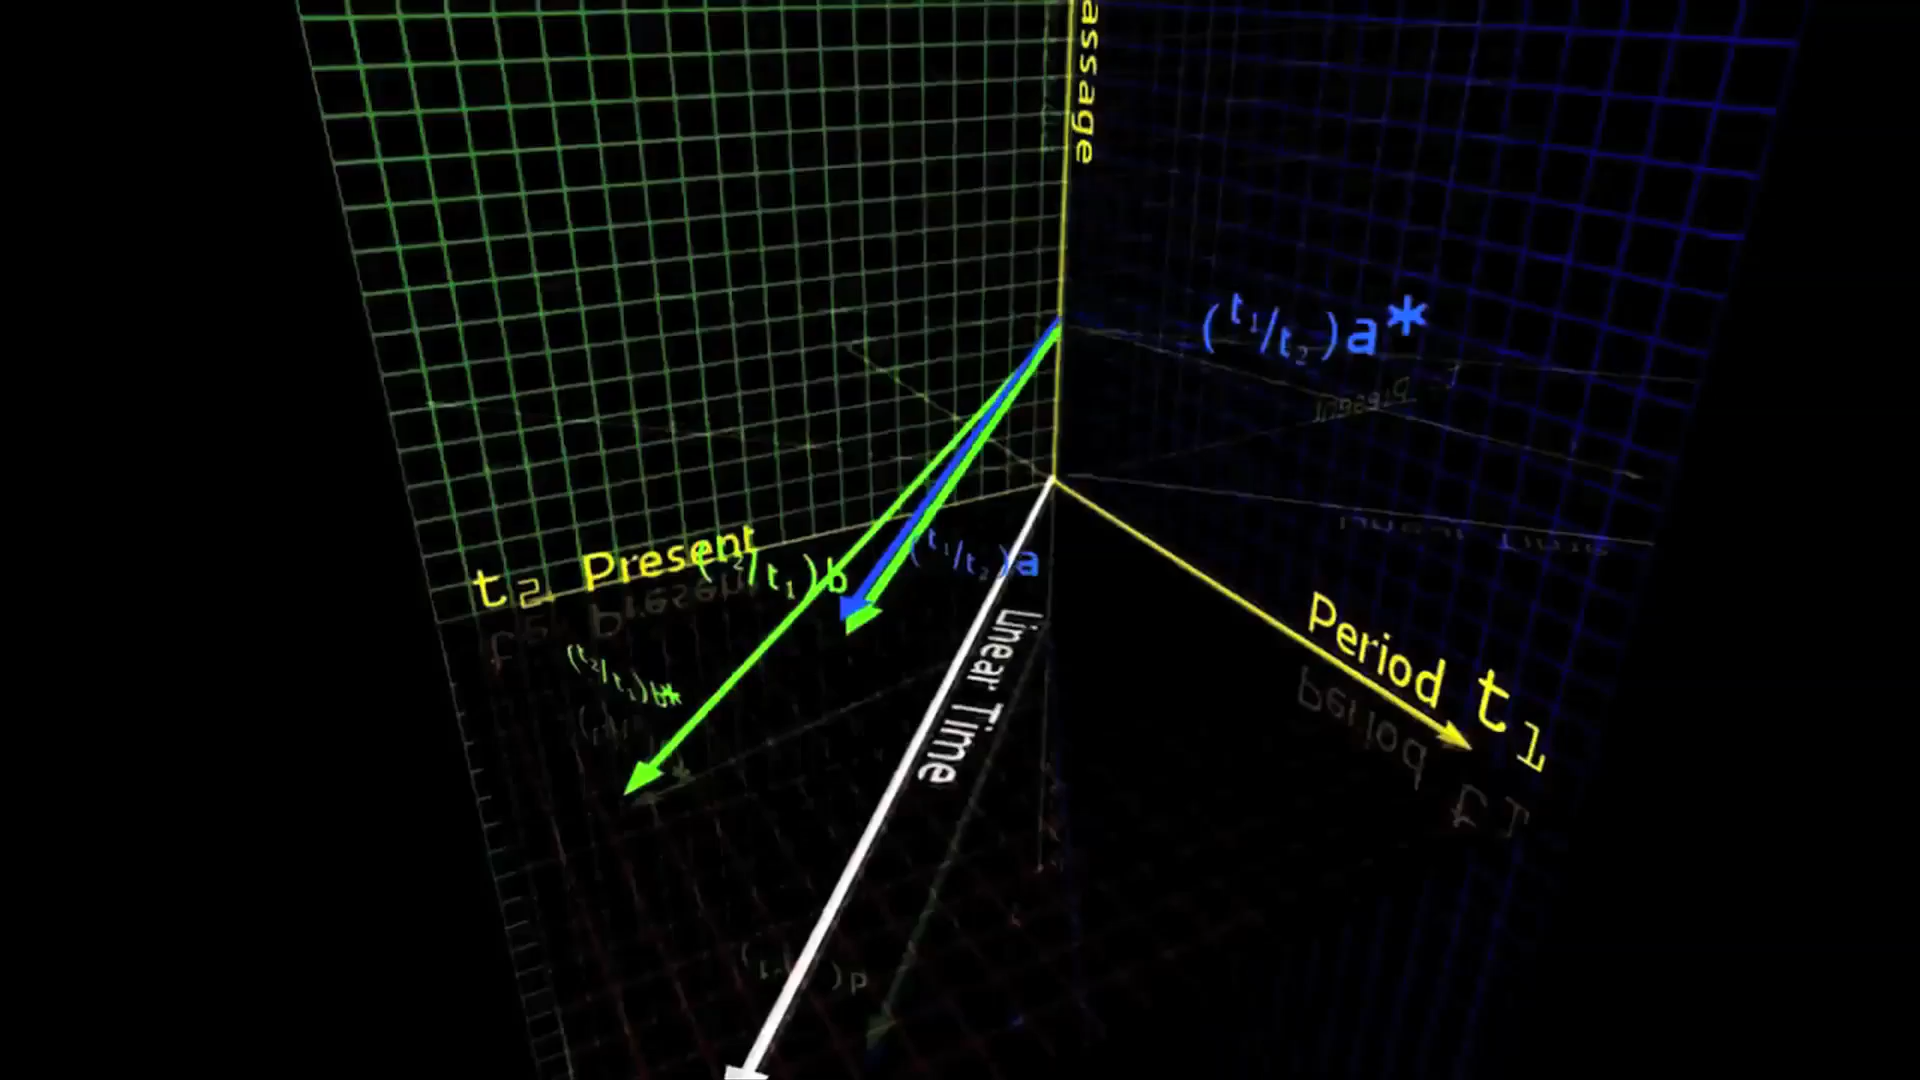 assage
(t₁/t₂)a*
t₂ Present
(t₂/t₁)b
(t₁/t₂)a
(t₂/t₁)b*
Linear Time
Period t₁